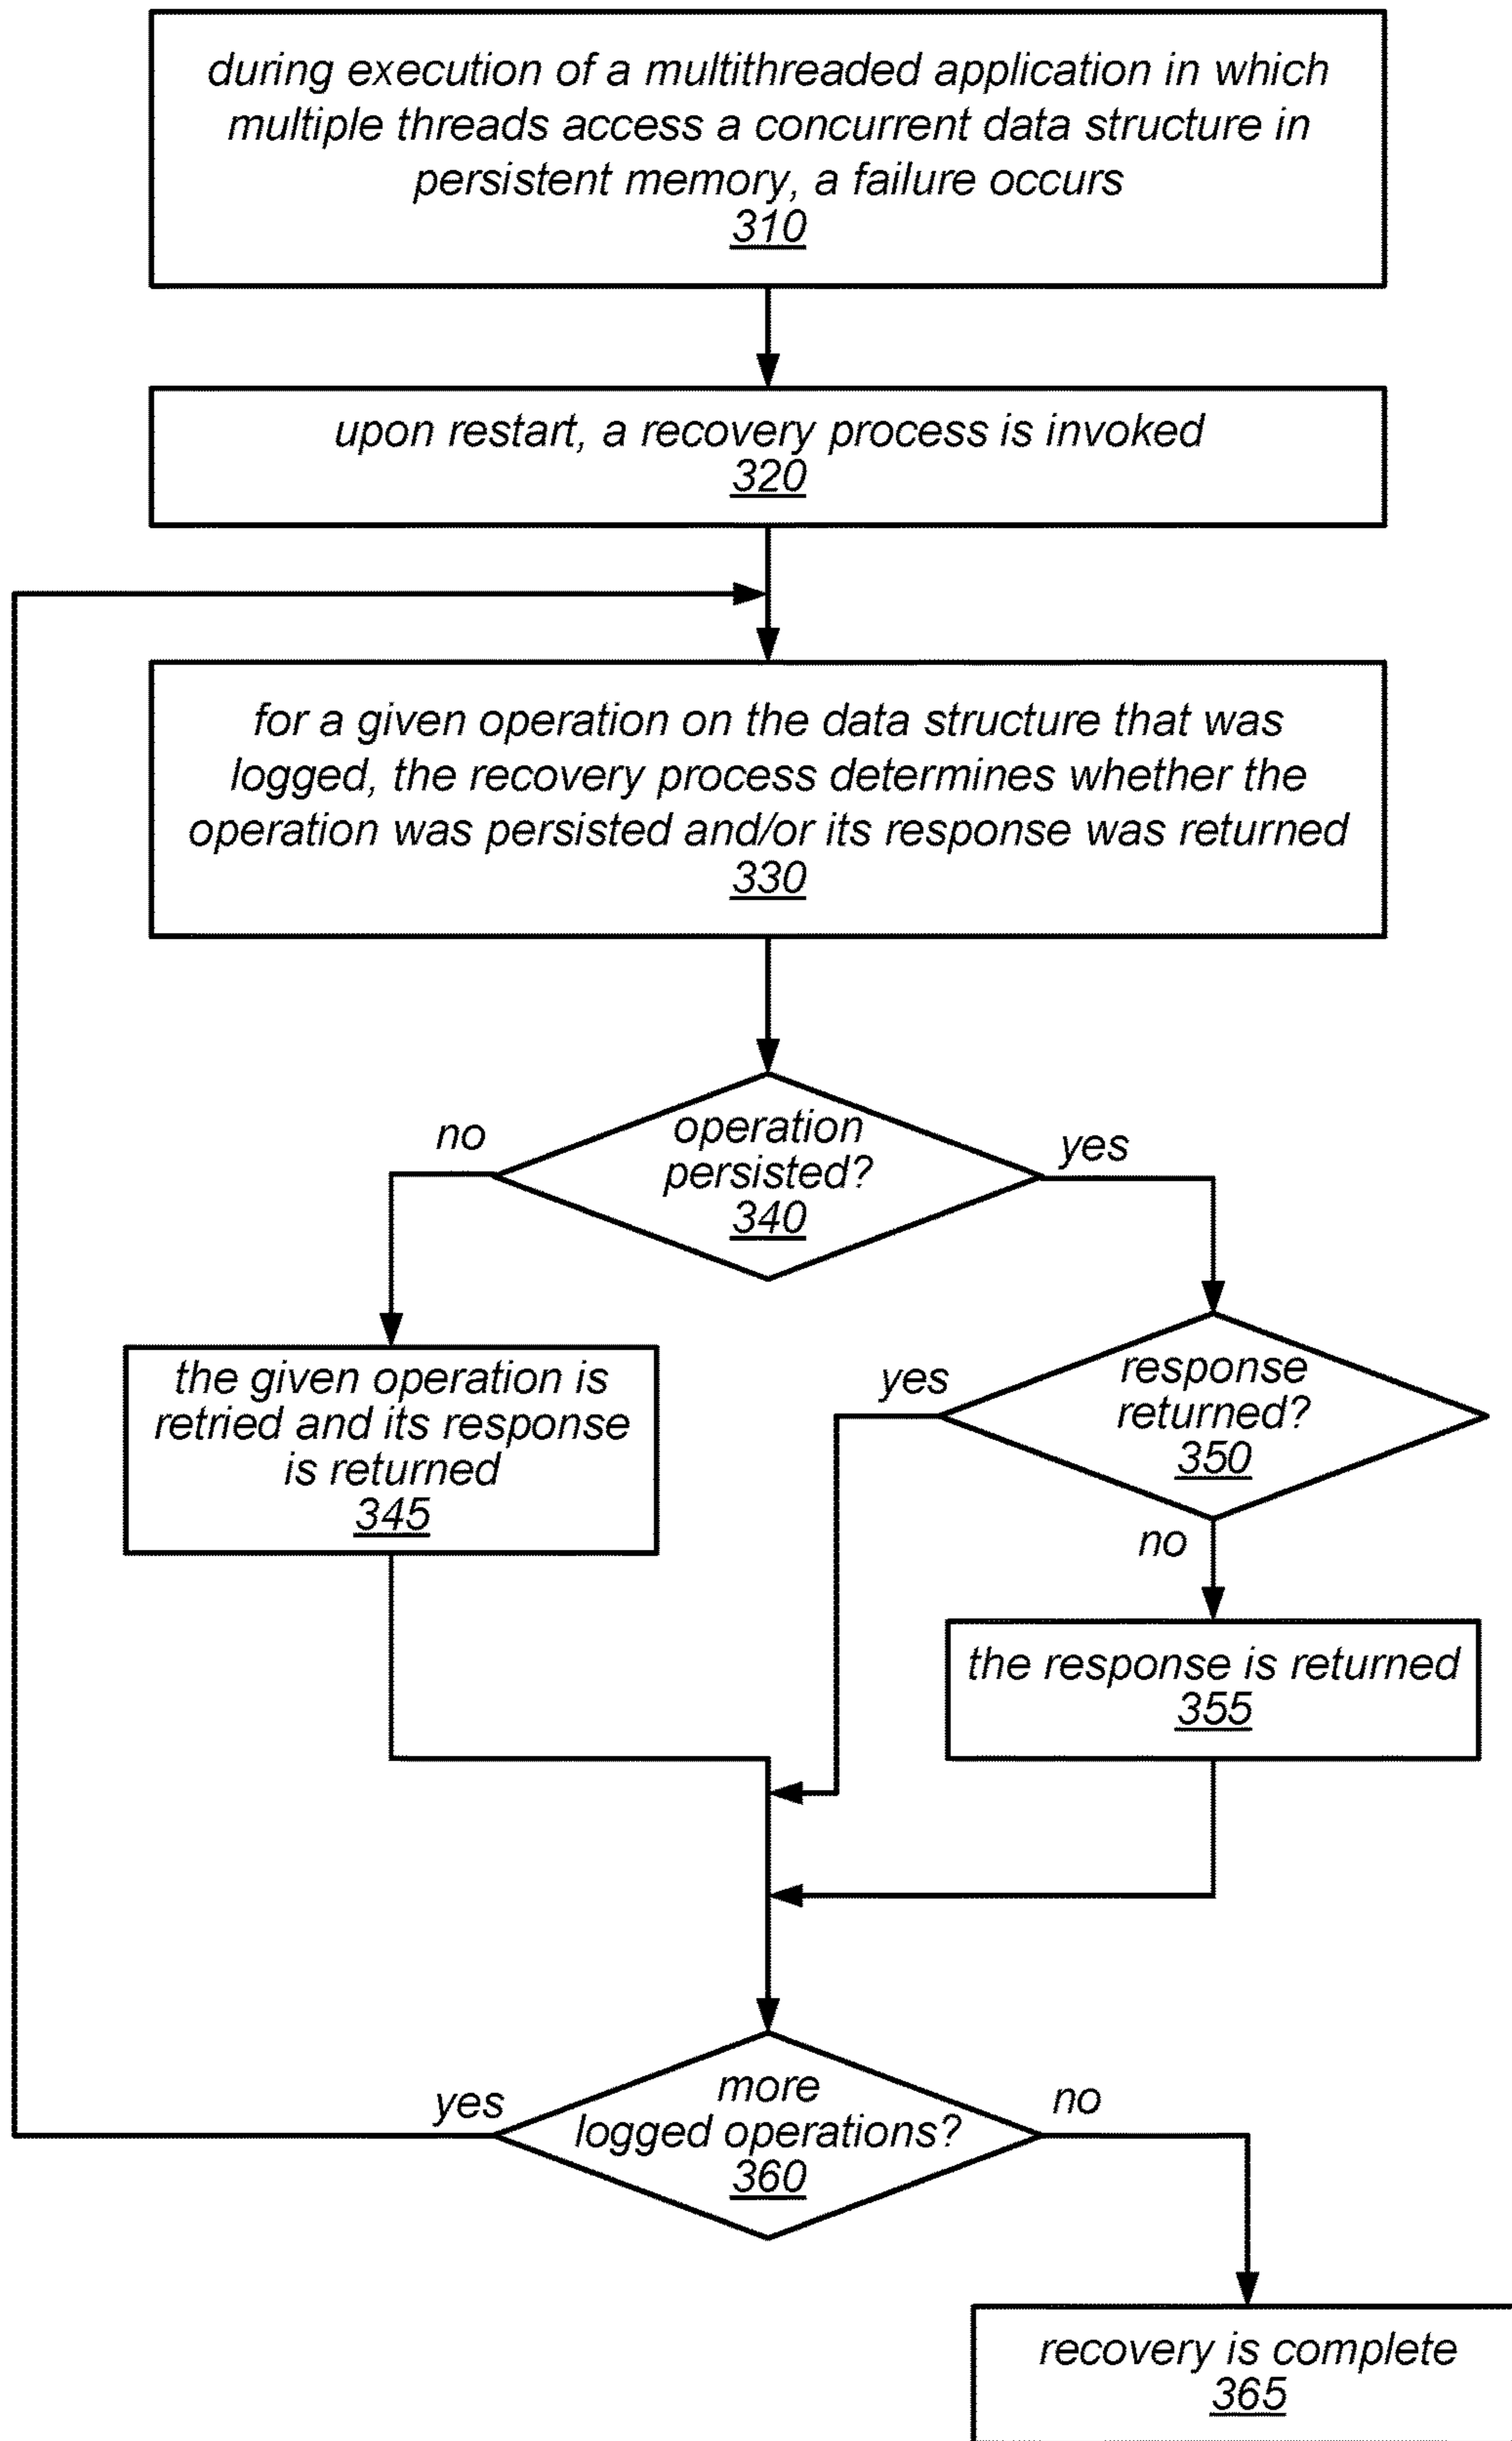 during execution of a multithreaded application in which
multiple threads access a concurrent data structure in
persistent memory, a failure occurs
310
upon restart, a recovery process is invoked
320
for a given operation on the data structure that was
logged, the recovery process determines whether the
operation was persisted and/or its response was returned
330
no
operation
persisted?
340
yes
the given operation is
retried and its response
is returned
345
yes
response
returned?
350
no
the response is returned
355
yes
more
logged operations?
360
no
recovery is complete
365